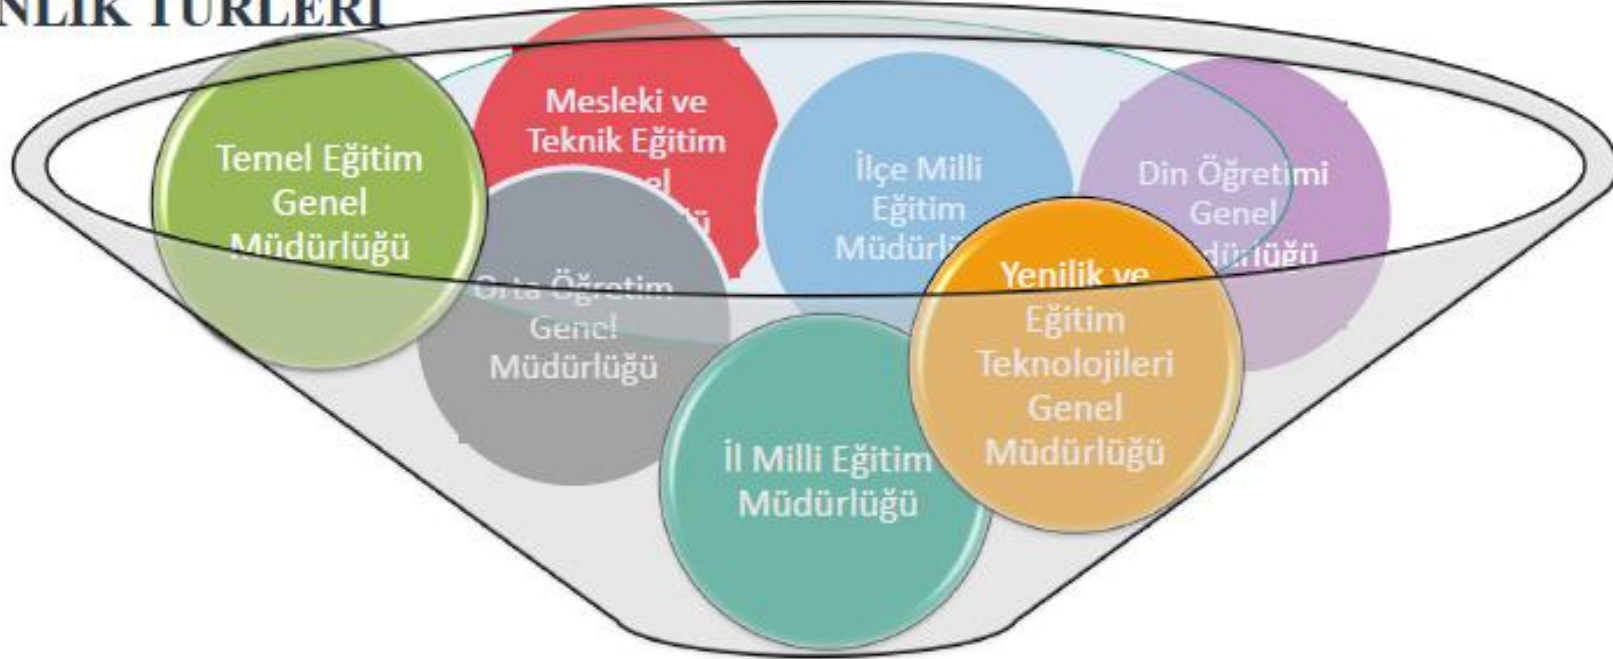 NLIK TÜRLERİ
Temel Eğitim
Genel
Müdürlüğü
Mesleki ve
Teknik Eğitim
Orta Öğretim
Genel
Müdürlüğü
İlçe Milli
Eğitim
Din Öğretimi
Genel
Yenilik ve
Eğitim
Teknolojileri
Genel
Müdürlüğü
İl Milli Eğitim
Müdürlüğü